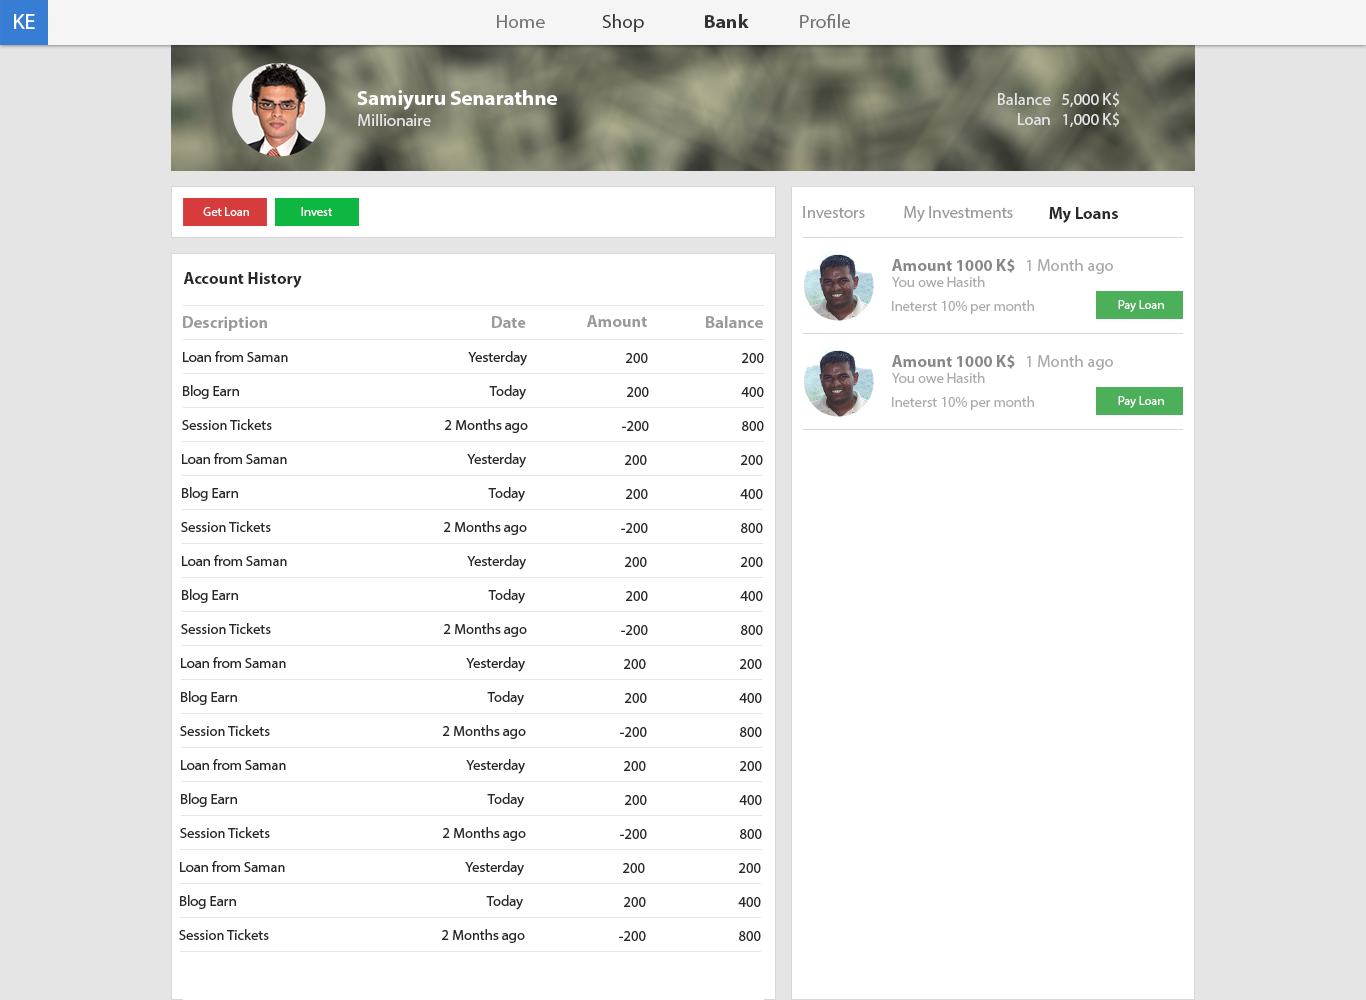 KE Home Shop Bank Profile
Samiyuru Senarathne
Millionaire
Balance 5,000 K$
Loan 1,000 K$
Get Loan Invest
Account History
Description Date Amount Balance
Loan from Saman Yesterday 200 200
Blog Earn Today 200 400
Session Tickets 2 Months ago -200 800
Loan from Saman Yesterday 200 200
Blog Earn Today 200 400
Session Tickets 2 Months ago -200 800
Loan from Saman Yesterday 200 200
Blog Earn Today 200 400
Session Tickets 2 Months ago -200 800
Loan from Saman Yesterday 200 200
Blog Earn Today 200 400
Session Tickets 2 Months ago -200 800
Loan from Saman Yesterday 200 200
Blog Earn Today 200 400
Session Tickets 2 Months ago -200 800
Loan from Saman Yesterday 200 200
Blog Earn Today 200 400
Session Tickets 2 Months ago -200 800
Investors My Investments My Loans
Amount 1000 K$ 1 Month ago
You owe Hasith
Ineterst 10% per month
Pay Loan
Amount 1000 K$ 1 Month ago
You owe Hasith
Ineterst 10% per month
Pay Loan